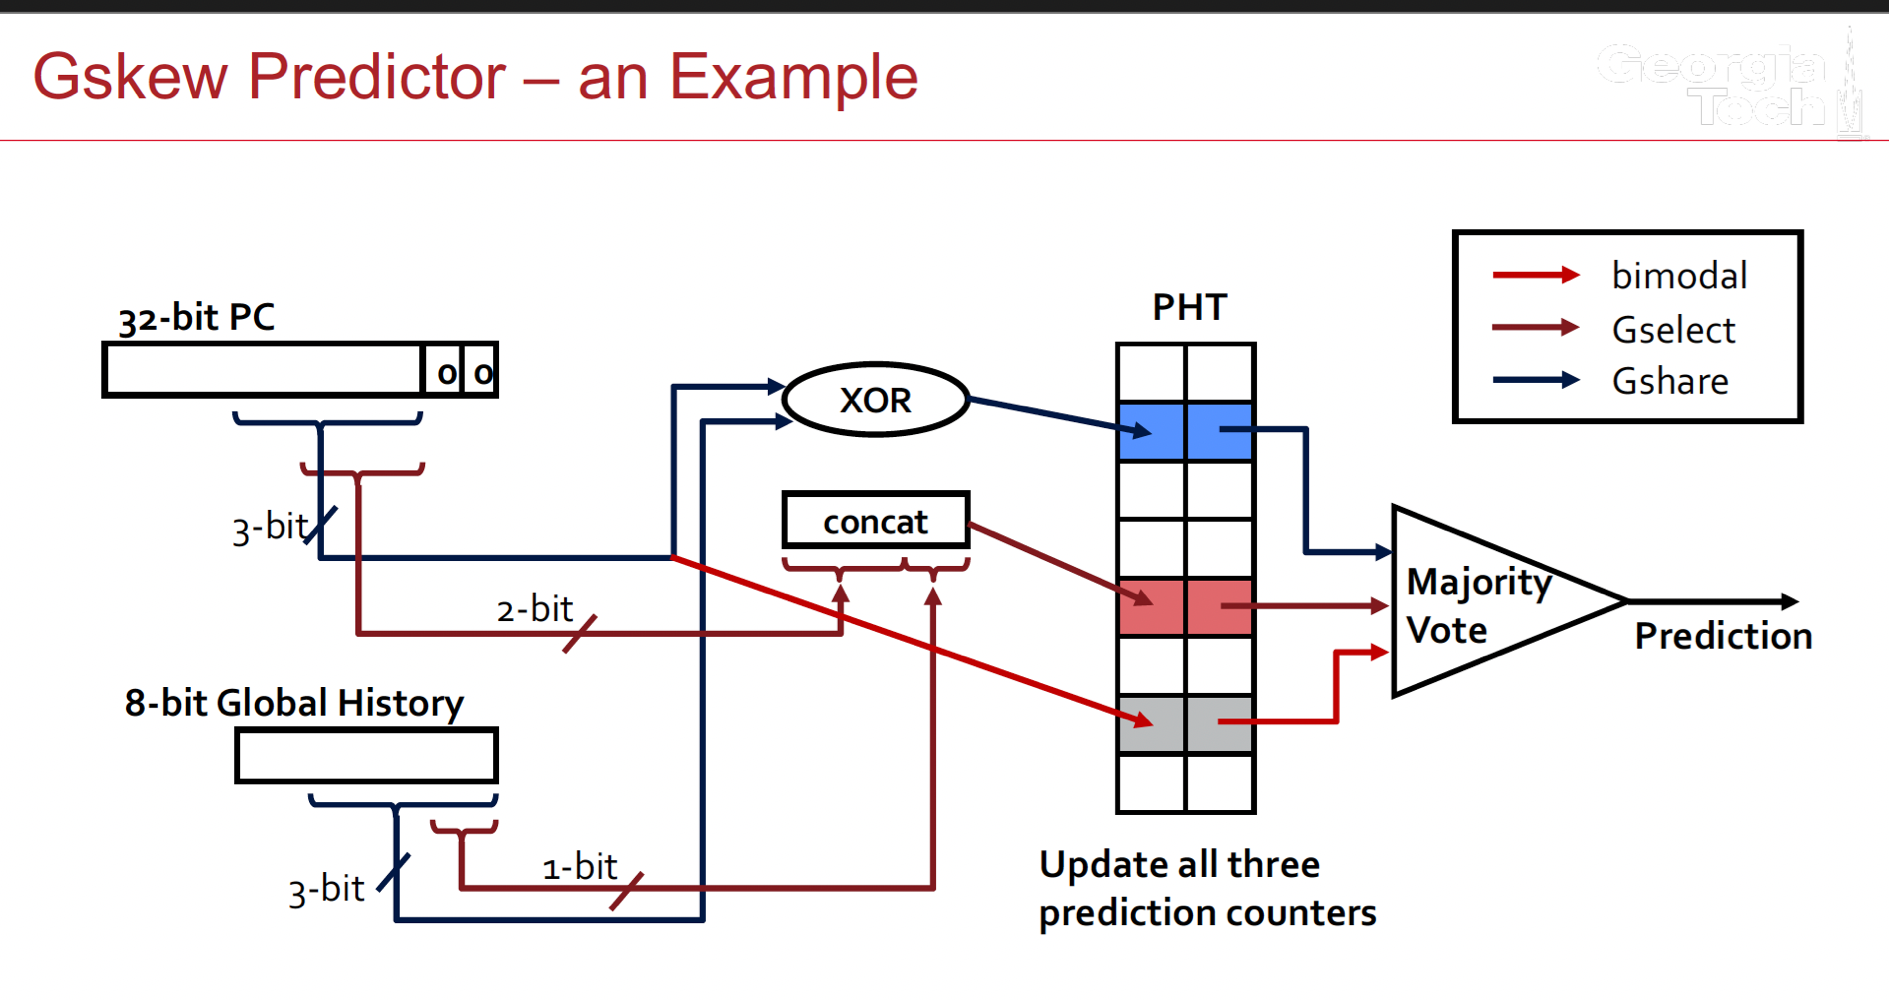 Gskew Predictor – an Example
Georgia
Tech
32-bit PC
0 0
3-bit
2-bit
8-bit Global History
3-bit
1-bit
XOR
concat
PHT
Update all three
prediction counters
bimodal
Gselect
Gshare
Majority
Vote
Prediction